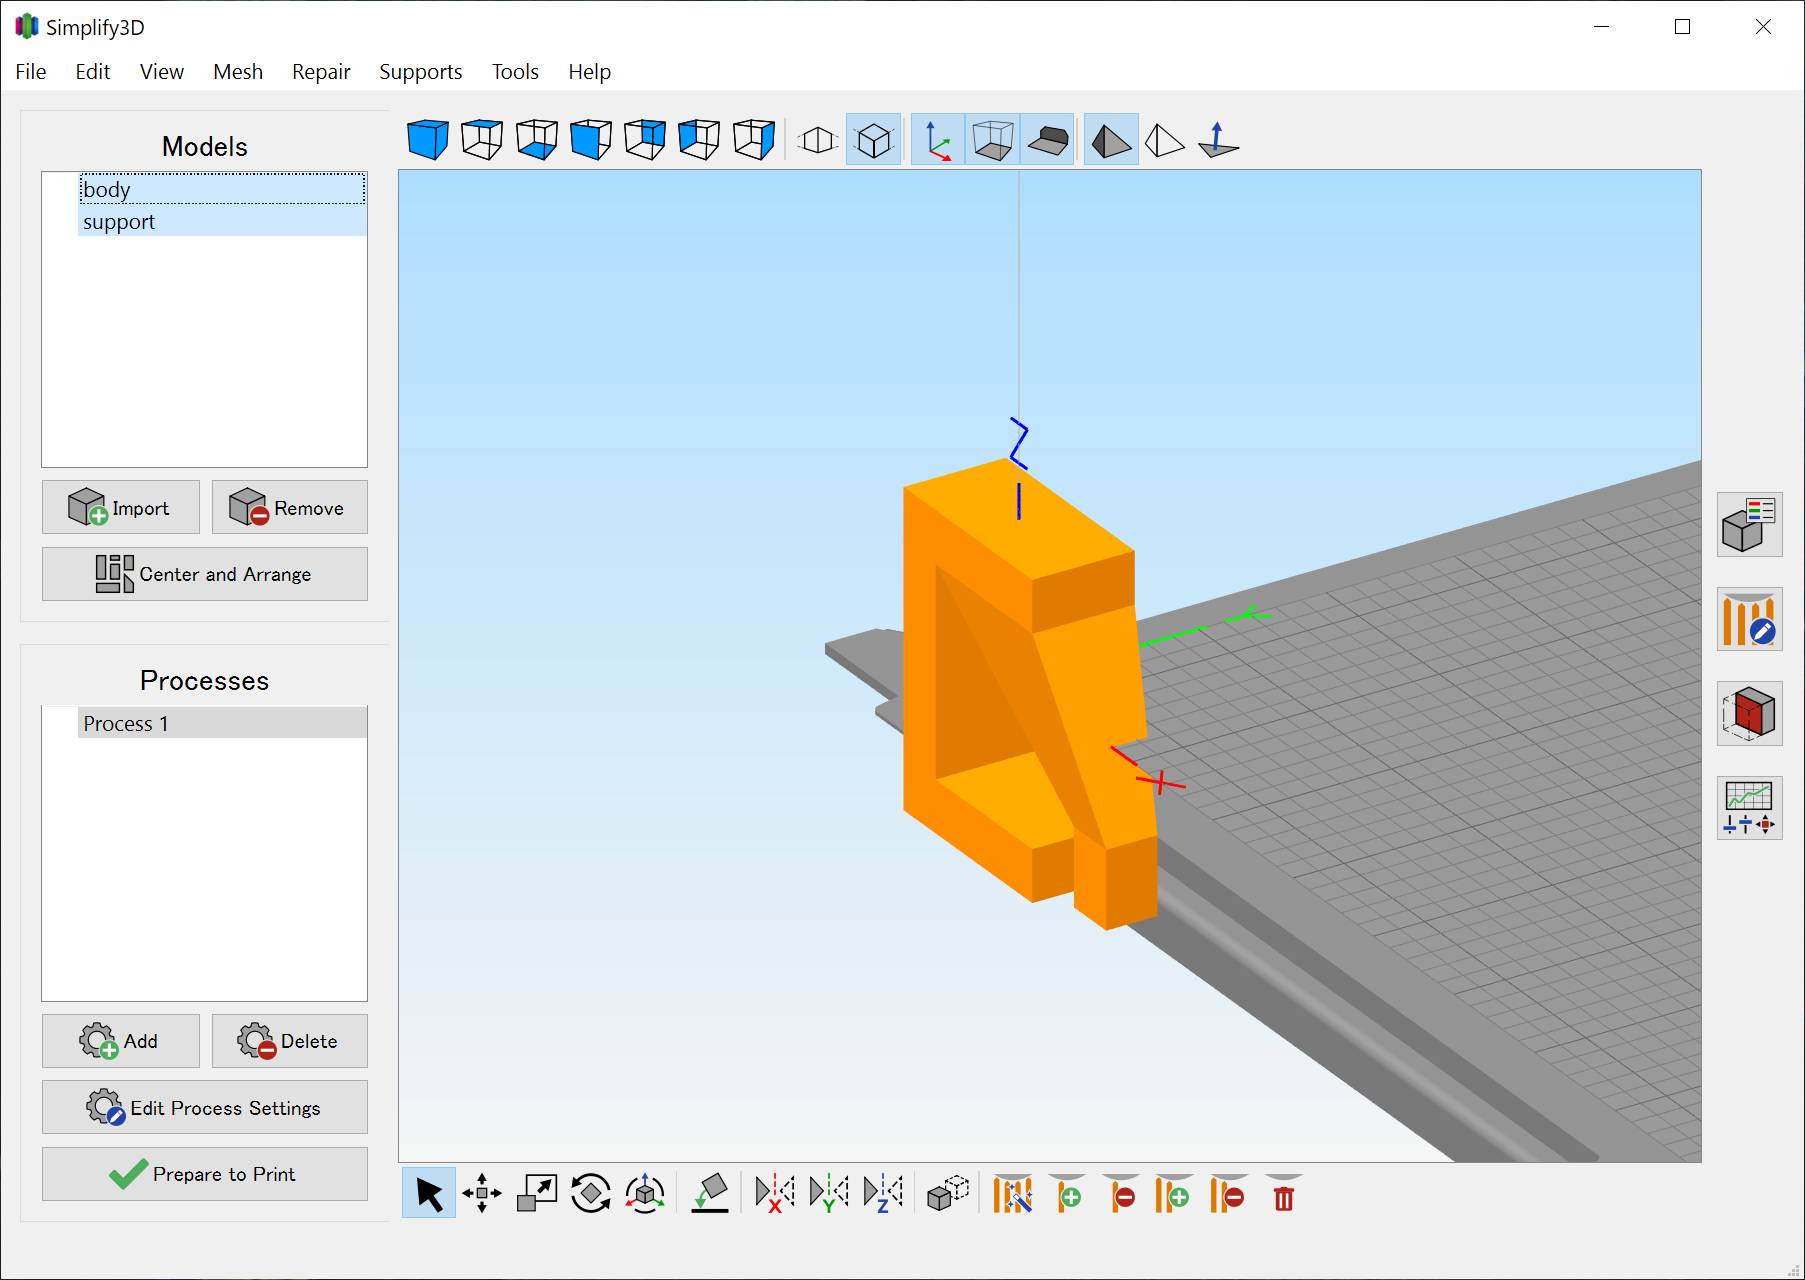 Simplify3D
File Edit View Mesh Repair Supports Tools Help
Models
body
support
Import Remove
Center and Arrange
Processes
Process 1
Add Delete
Edit Process Settings
Prepare to Print
Z
Y
X
X Y Z